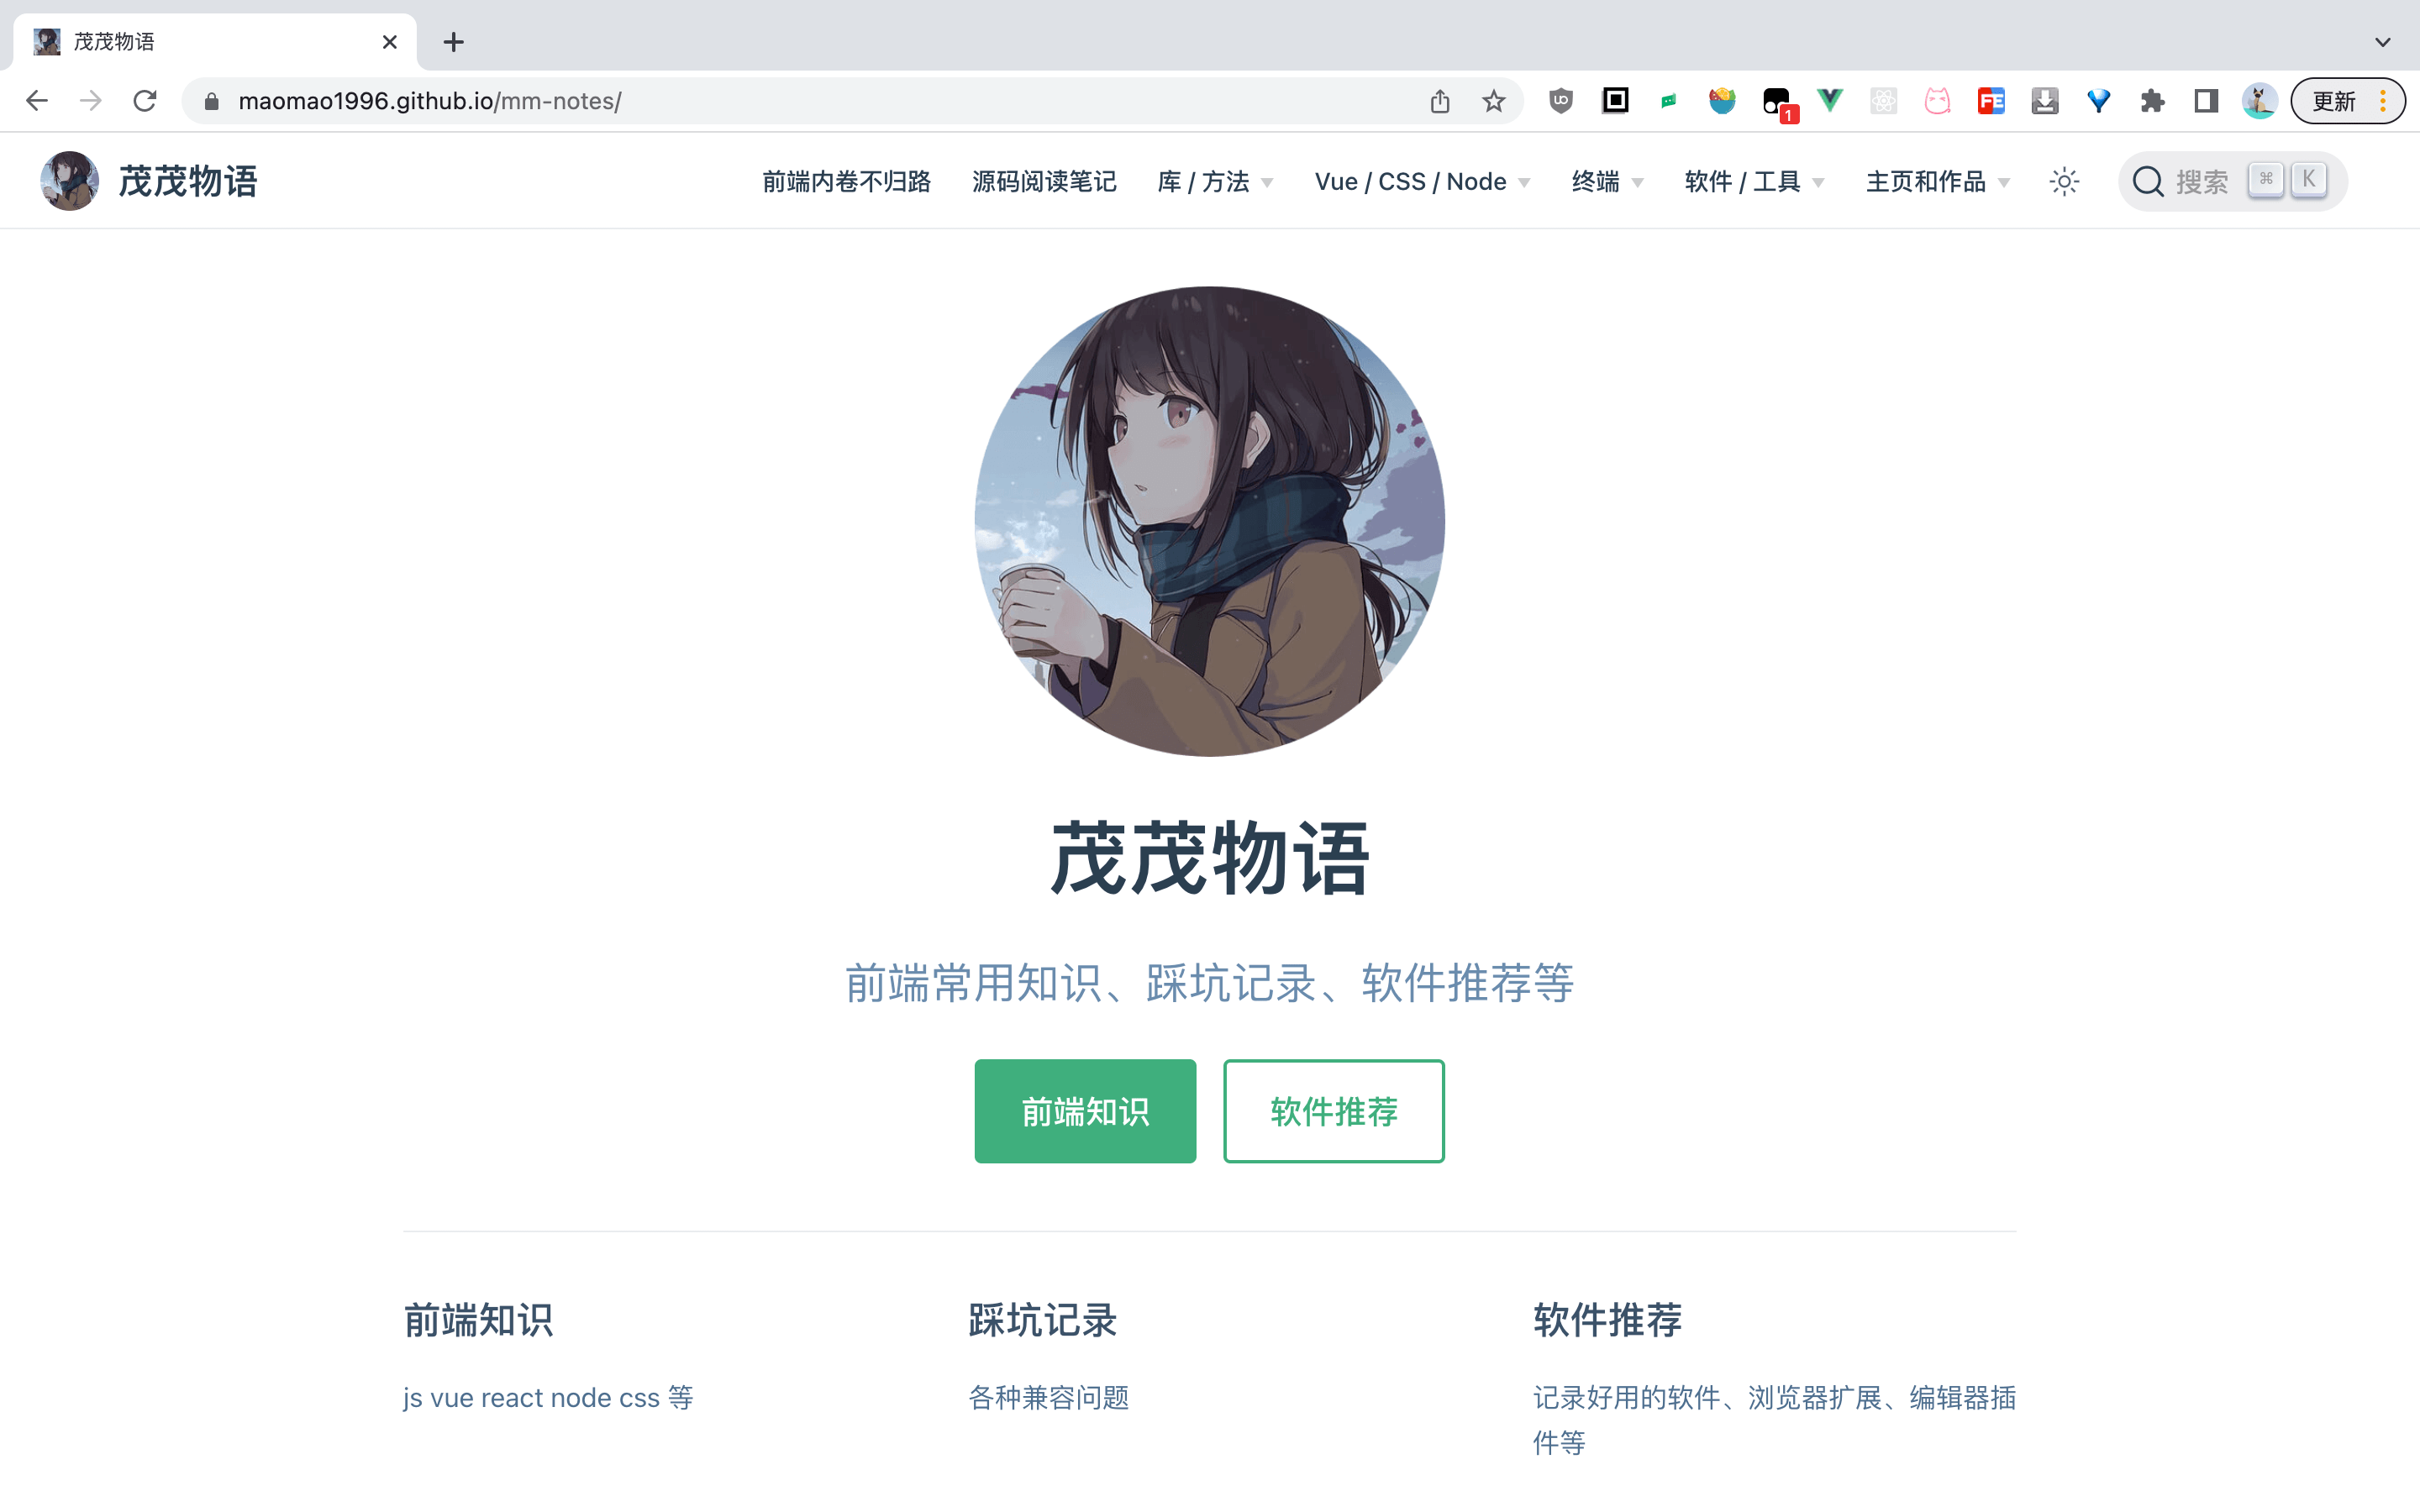 茂茂物语
maomao1996.github.io/mm-notes/
1
更新
茂茂物语
前端内卷不归路 源码阅读笔记 库 / 方法 Vue / CSS / Node 终端 软件 / 工具 主页和作品 搜索 ⌘ K
茂茂物语
前端常用知识、踩坑记录、软件推荐等
前端知识 软件推荐
前端知识
js vue react node css 等
踩坑记录
各种兼容问题
软件推荐
记录好用的软件、浏览器扩展、编辑器插
件等